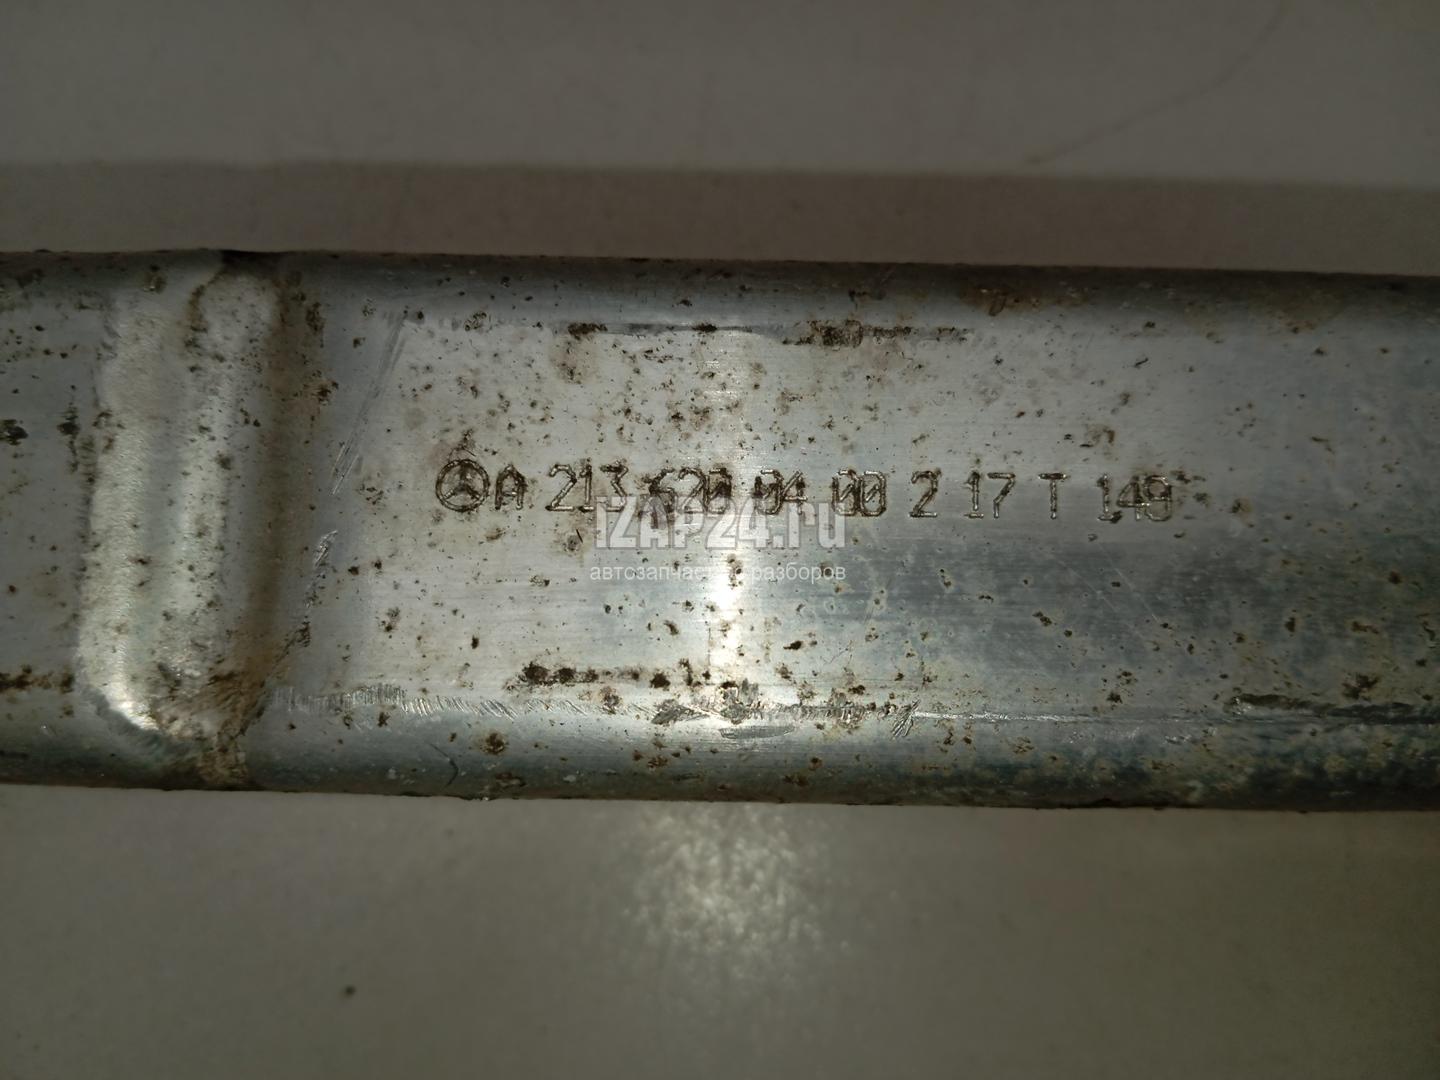 A 213 620 04 00 2 17 T 149
IZAP24.ru
автозапчасти с разборов